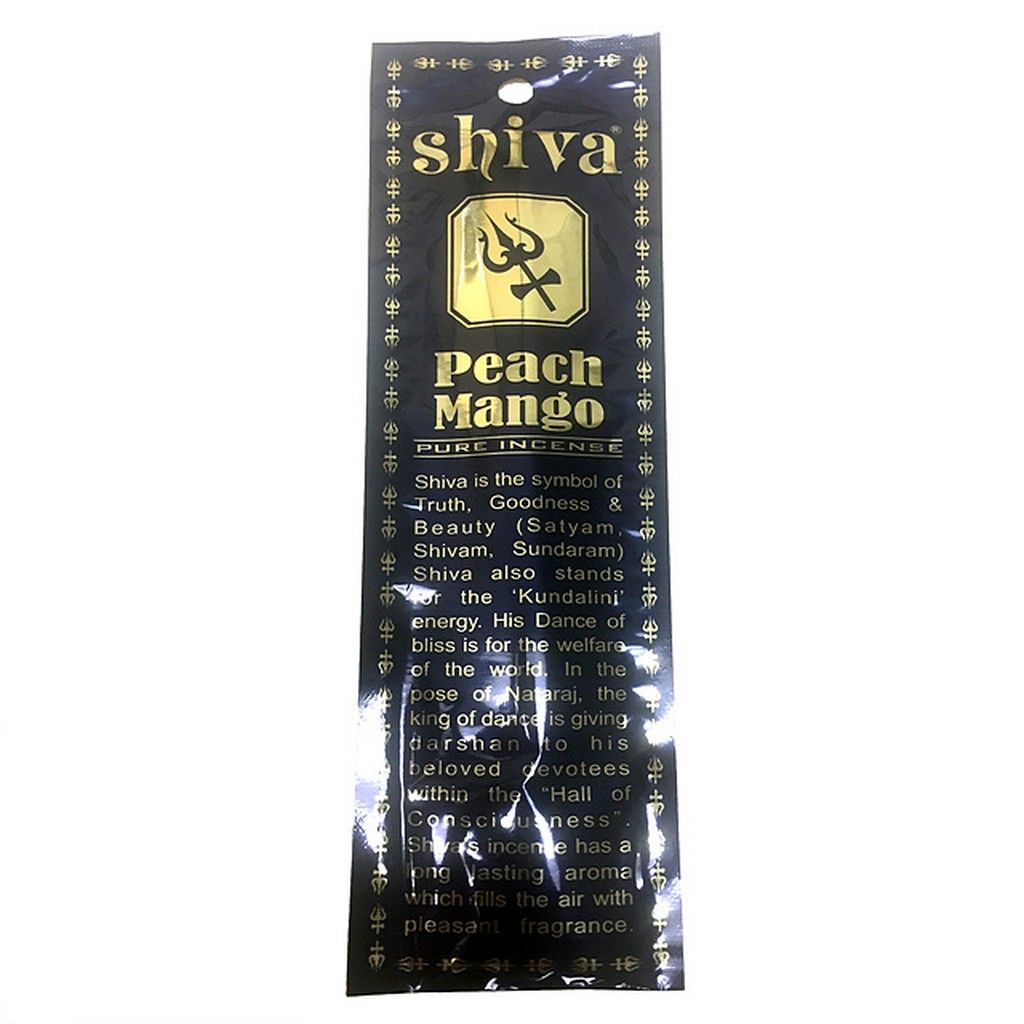 shiva®
Peach
Mango
PURE INCENSE
Shiva is the symbol of
Truth, Goodness &
Beauty (Satyam,
Shivam, Sundaram)
Shiva also stands
for the ‘Kundalini’
energy. His Dance of
bliss is for the welfare
of the world. In the
pose of Nataraj, the
king of dance is giving
darshan to his
beloved devotees
within the “Hall of
Consciousness”.
Shiva's incense has a
long lasting aroma
which fills the air with
pleasant fragrance.